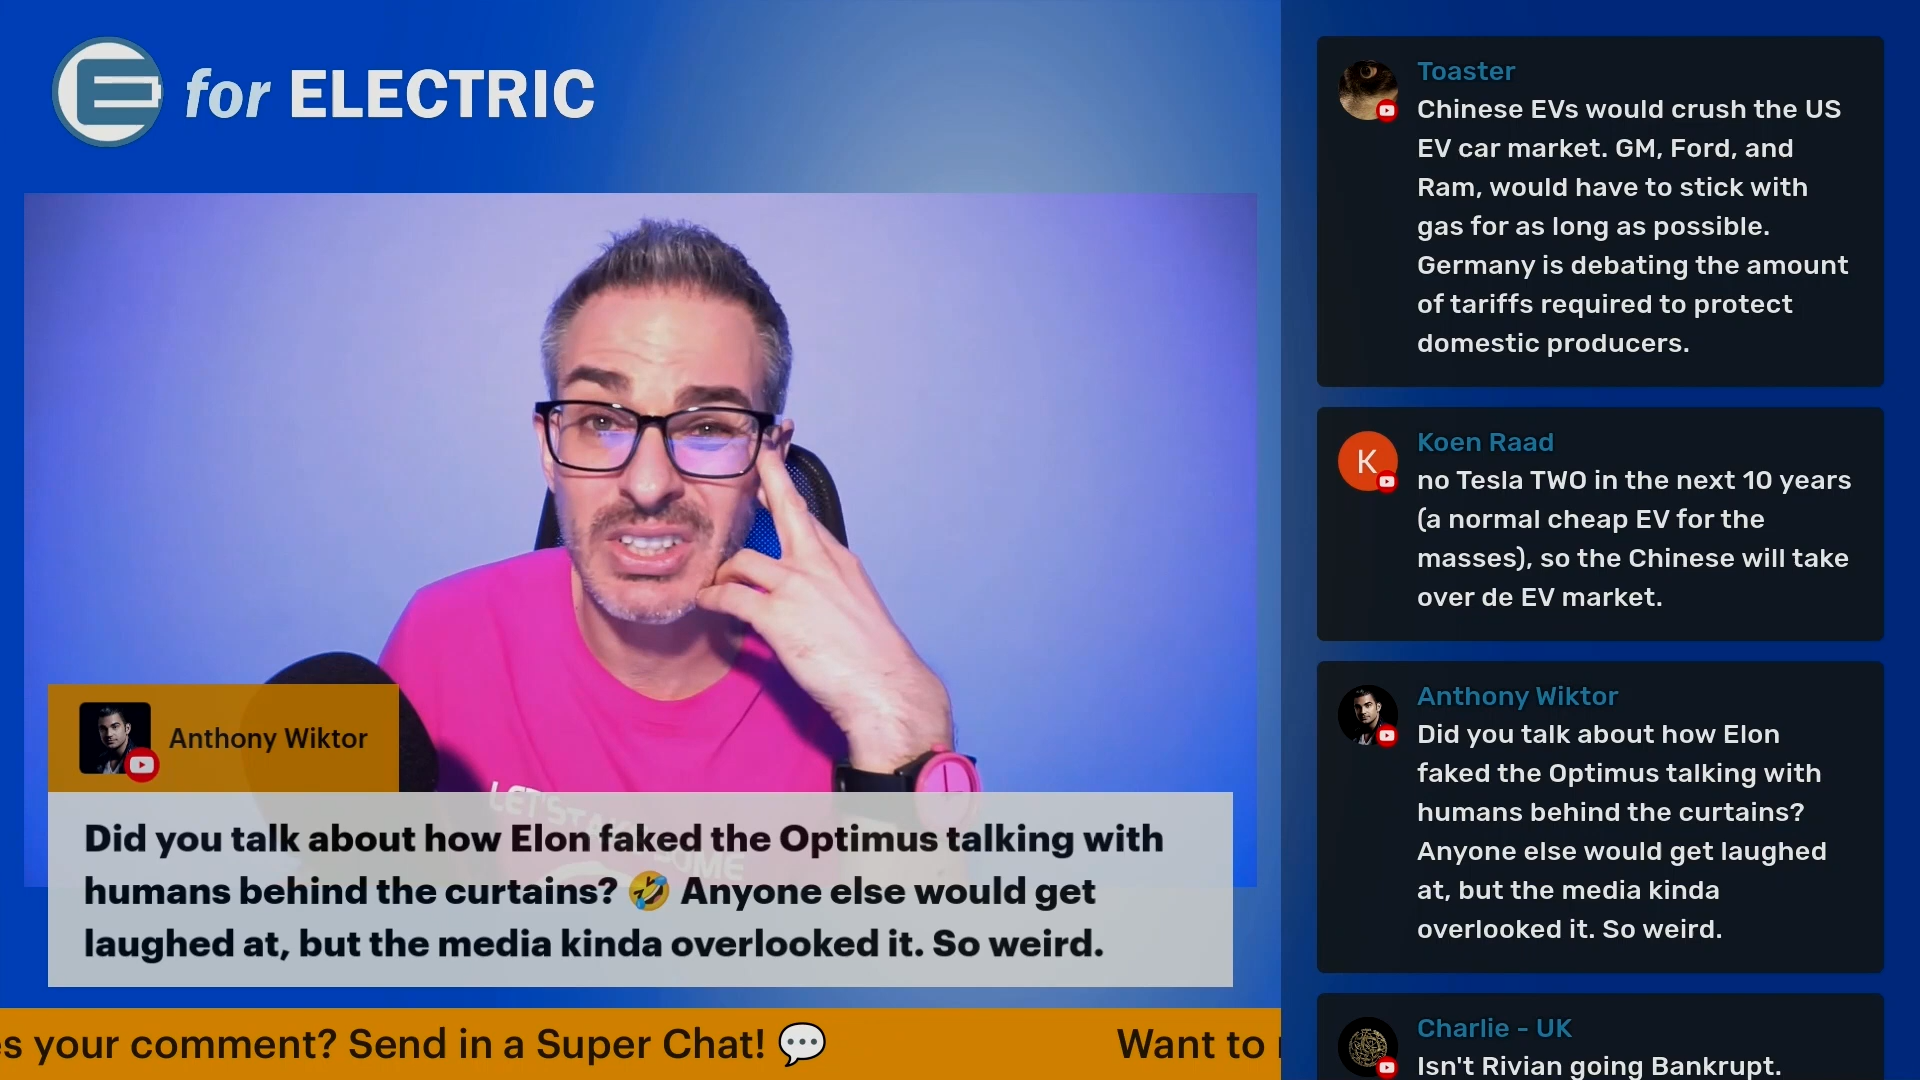 for ELECTRIC
Anthony Wiktor
LET'S TA
OME
Did you talk about how Elon faked the Optimus talking with
humans behind the curtains? 🤣 Anyone else would get
laughed at, but the media kinda overlooked it. So weird.
s your comment? Send in a Super Chat! 💬
Want to
Toaster
Chinese EVs would crush the US
EV car market. GM, Ford, and
Ram, would have to stick with
gas for as long as possible.
Germany is debating the amount
of tariffs required to protect
domestic producers.
K
Koen Raad
no Tesla TWO in the next 10 years
(a normal cheap EV for the
masses), so the Chinese will take
over de EV market.
Anthony Wiktor
Did you talk about how Elon
faked the Optimus talking with
humans behind the curtains?
Anyone else would get laughed
at, but the media kinda
overlooked it. So weird.
Charlie - UK
Isn't Rivian going Bankrupt.